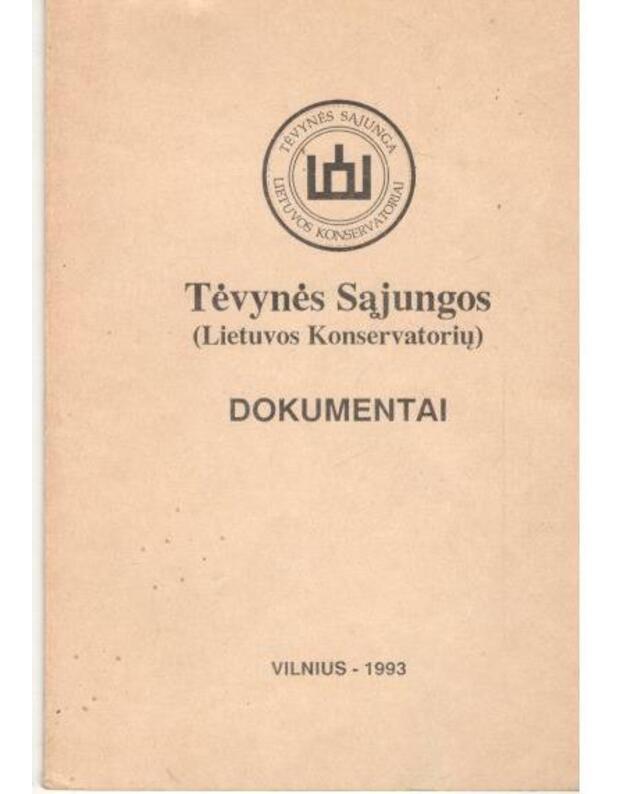 TĖVYNĖS SĄJUNGA
LIETUVOS KONSERVATORIAI
Tėvynės Sąjungos
(Lietuvos Konservatorių)
DOKUMENTAI
VILNIUS - 1993